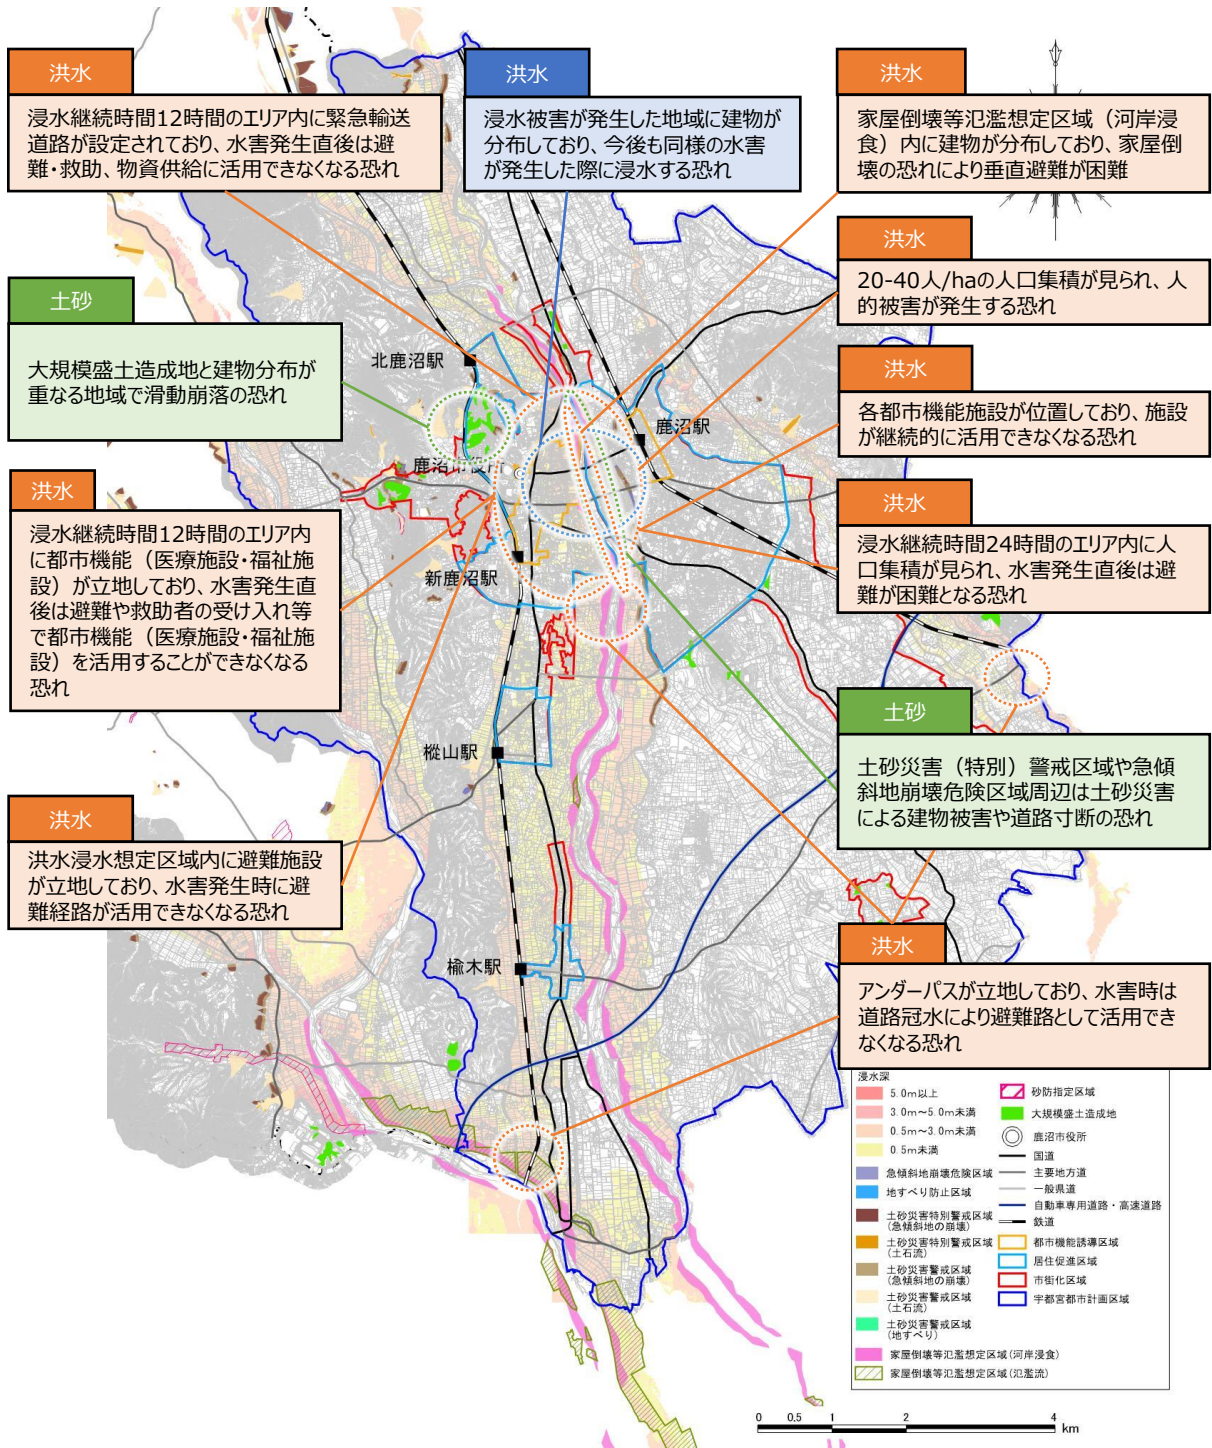 洪水
浸水継続時間12時間のエリア内に緊急輸送
道路が設定されており、水害発生直後は避
難・救助、物資供給に活用できなくなる恐れ
洪水
浸水被害が発生した地域に建物が
分布しており、今後も同様の水害
が発生した際に浸水する恐れ
洪水
家屋倒壊等氾濫想定区域（河岸浸
食）内に建物が分布しており、家屋倒
壊の恐れにより垂直避難が困難
洪水
20-40人/haの人口集積が見られ、人
的被害が発生する恐れ
土砂
大規模盛土造成地と建物分布が
重なる地域で滑動崩落の恐れ
洪水
各都市機能施設が位置しており、施設
が継続的に活用できなくなる恐れ
北鹿沼駅
鹿沼駅
鹿沼市役所
新鹿沼駅
樅山駅
楡木駅
洪水
浸水継続時間12時間のエリア内
に都市機能（医療施設・福祉施
設）が立地しており、水害発生直
後は避難や救助者の受け入れ等
で都市機能（医療施設・福祉施
設）を活用することができなくなる
恐れ
洪水
浸水継続時間24時間のエリア内に人
口集積が見られ、水害発生直後は避
難が困難となる恐れ
土砂
土砂災害（特別）警戒区域や急傾
斜地崩壊危険区域周辺は土砂災害
による建物被害や道路寸断の恐れ
洪水
洪水浸水想定区域内に避難施設
が立地しており、水害発生時に避
難経路が活用できなくなる恐れ
洪水
アンダーパスが立地しており、水害時は
道路冠水により避難路として活用でき
なくなる恐れ
浸水深
5.0m以上
3.0m～5.0m未満
0.5m～3.0m未満
0.5m未満
急傾斜地崩壊危険区域
地すべり防止区域
土砂災害特別警戒区域
(急傾斜地の崩壊)
土砂災害特別警戒区域
(土石流)
土砂災害警戒区域
(急傾斜地の崩壊)
土砂災害警戒区域
(土石流)
土砂災害警戒区域
(地すべり)
家屋倒壊等氾濫想定区域(河岸浸食)
家屋倒壊等氾濫想定区域(氾濫流)
砂防指定区域
大規模盛土造成地
鹿沼市役所
国道
主要地方道
一般県道
自動車専用道路・高速道路
鉄道
都市機能誘導区域
居住促進区域
市街化区域
宇都宮都市計画区域
0 0.5 1 2 4
km